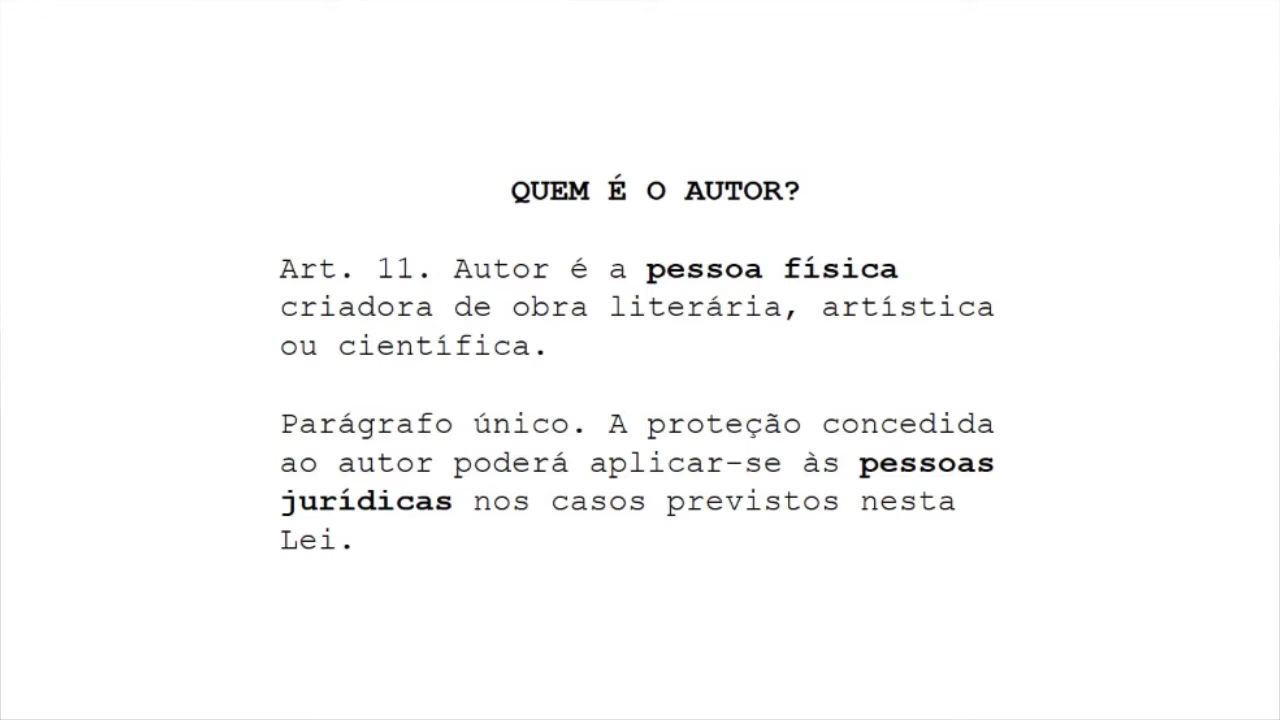 QUEM É O AUTOR?
Art. 11. Autor é a pessoa física
criadora de obra literária, artística
ou científica.
Parágrafo único. A proteção concedida
ao autor poderá aplicar-se às pessoas
jurídicas nos casos previstos nesta
Lei.